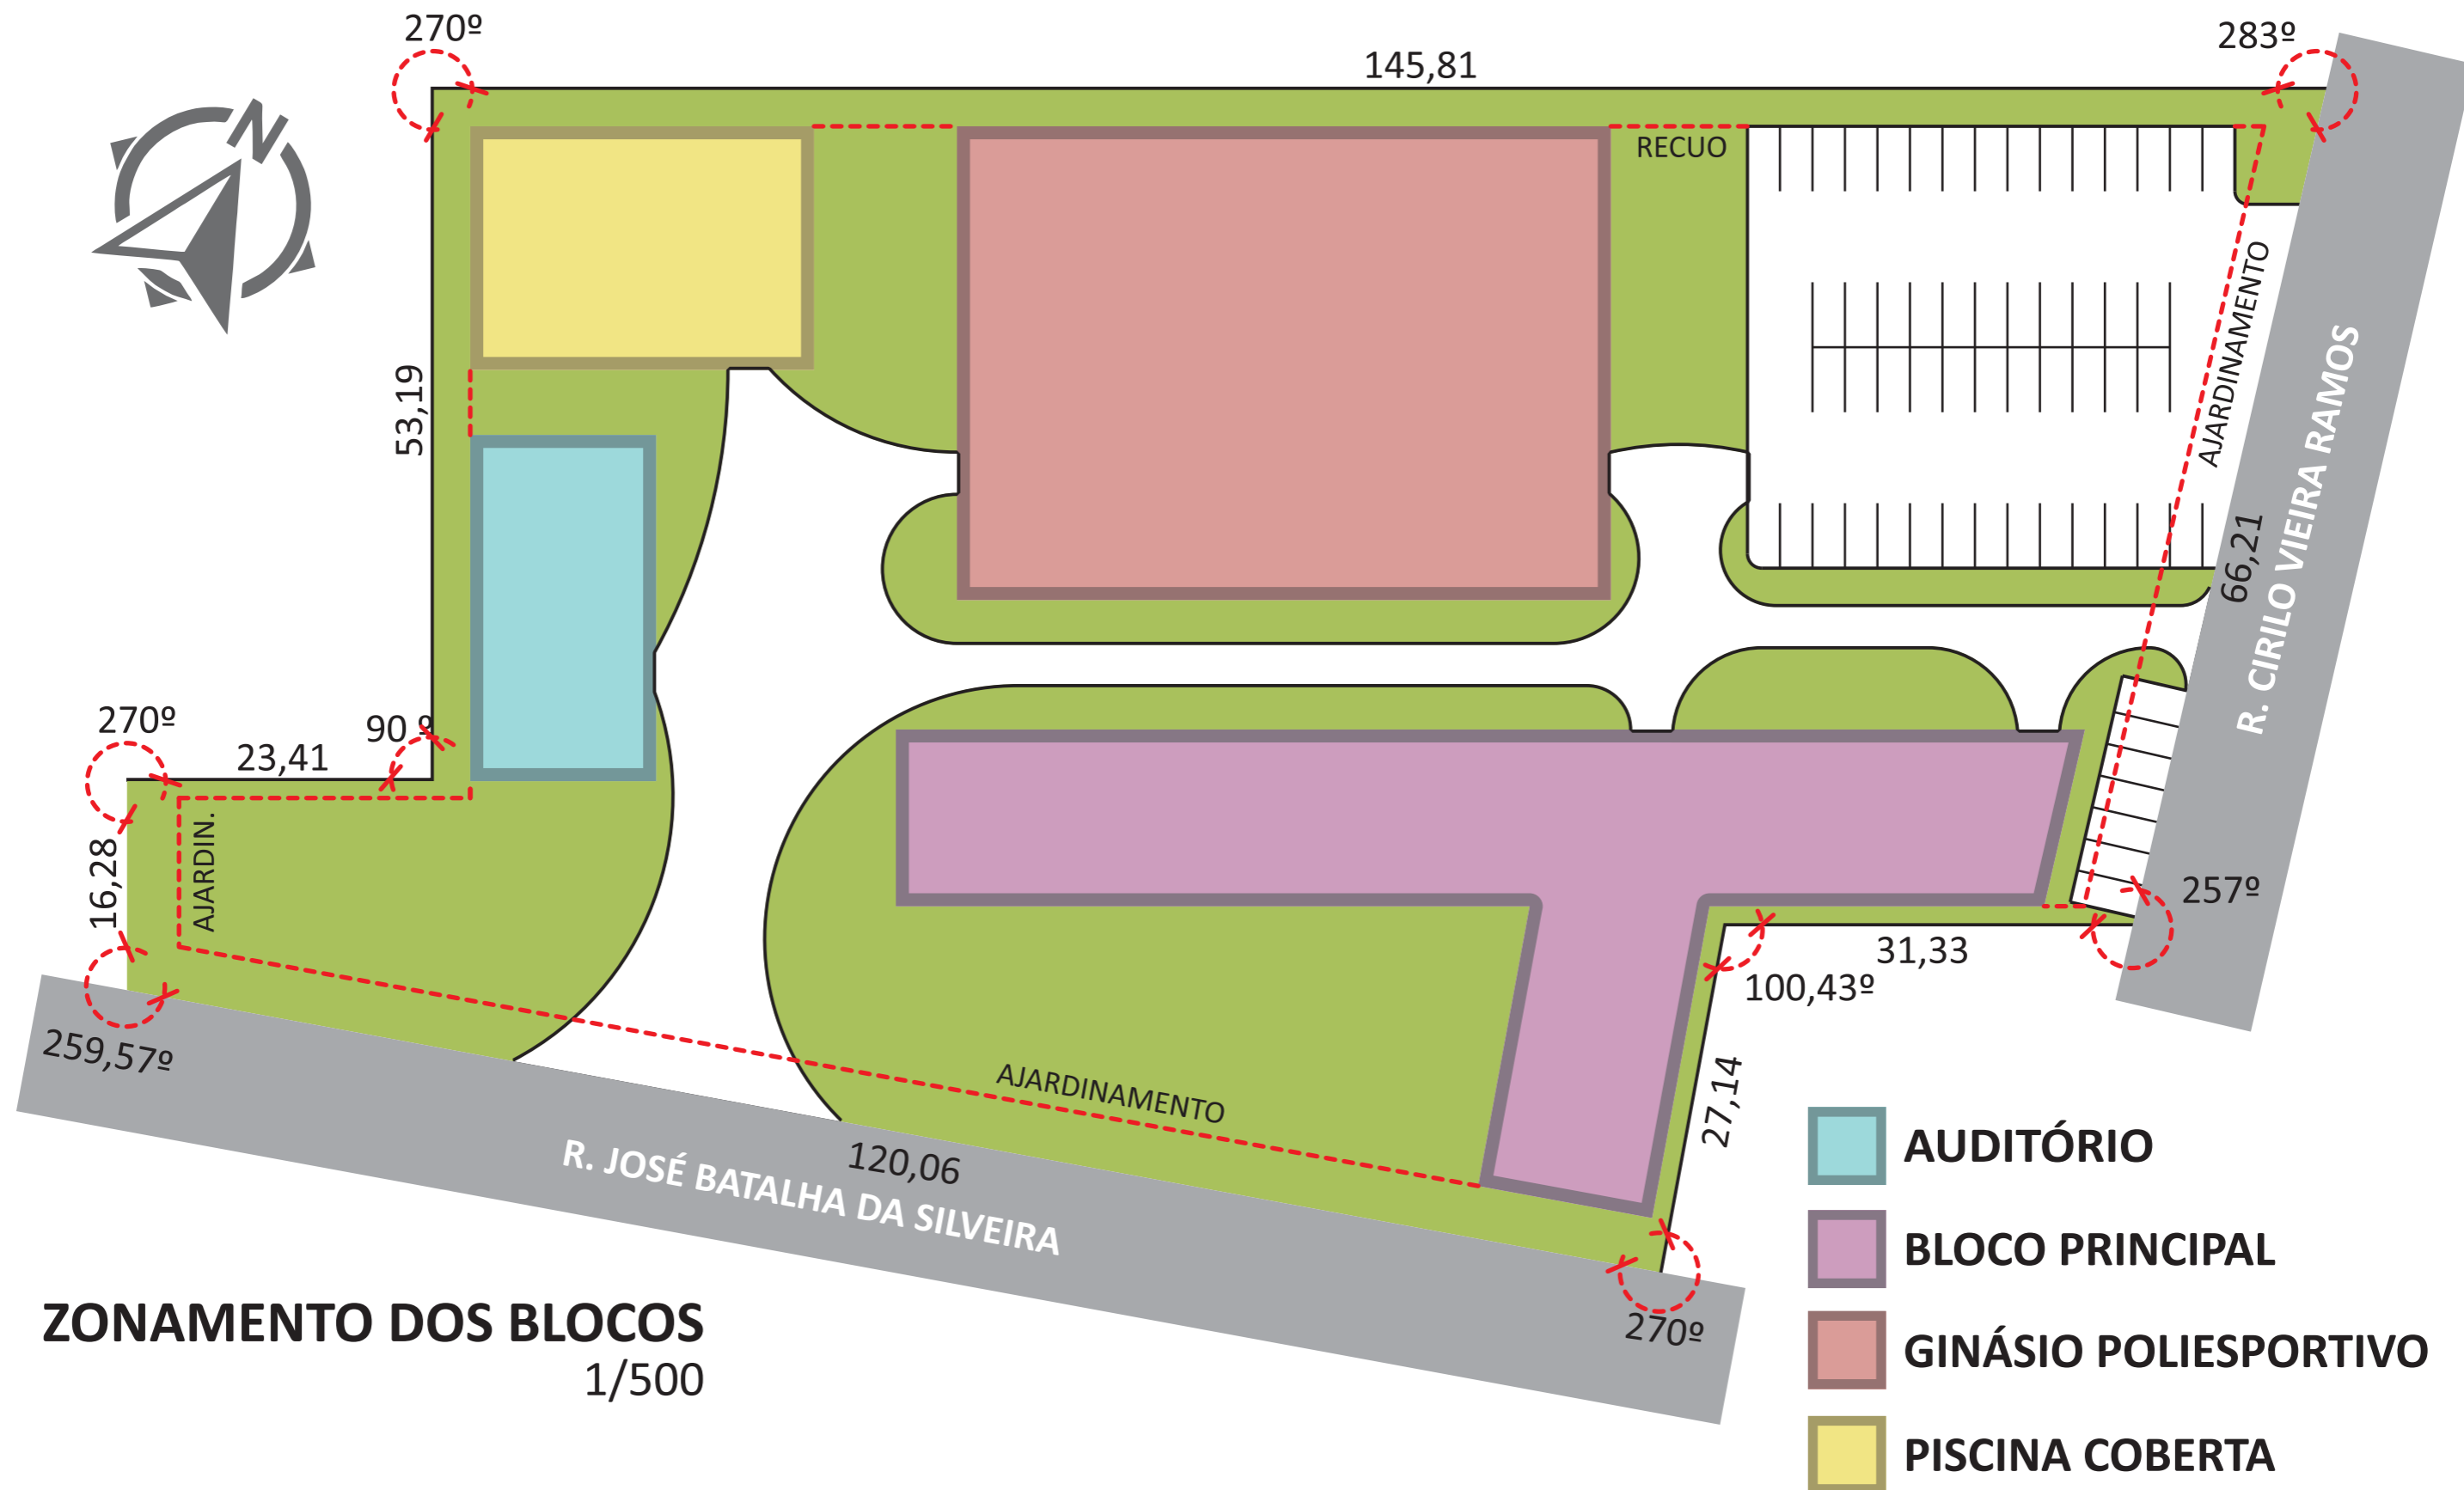 270º
145,81
283º
N
RECUO
AJARDINAMENTO
R. CIRILO VIEIRA RAMOS
53,19
66,21
270º
90 º
23,41
AJARDIN.
16,28
257º
31,33
100,43º
259,57º
AJARDINAMENTO
27,14
120,06
R. JOSÉ BATALHA DA SILVEIRA
270º
AUDITÓRIO
BLOCO PRINCIPAL
GINÁSIO POLIESPORTIVO
PISCINA COBERTA
ZONAMENTO DOS BLOCOS
1/500